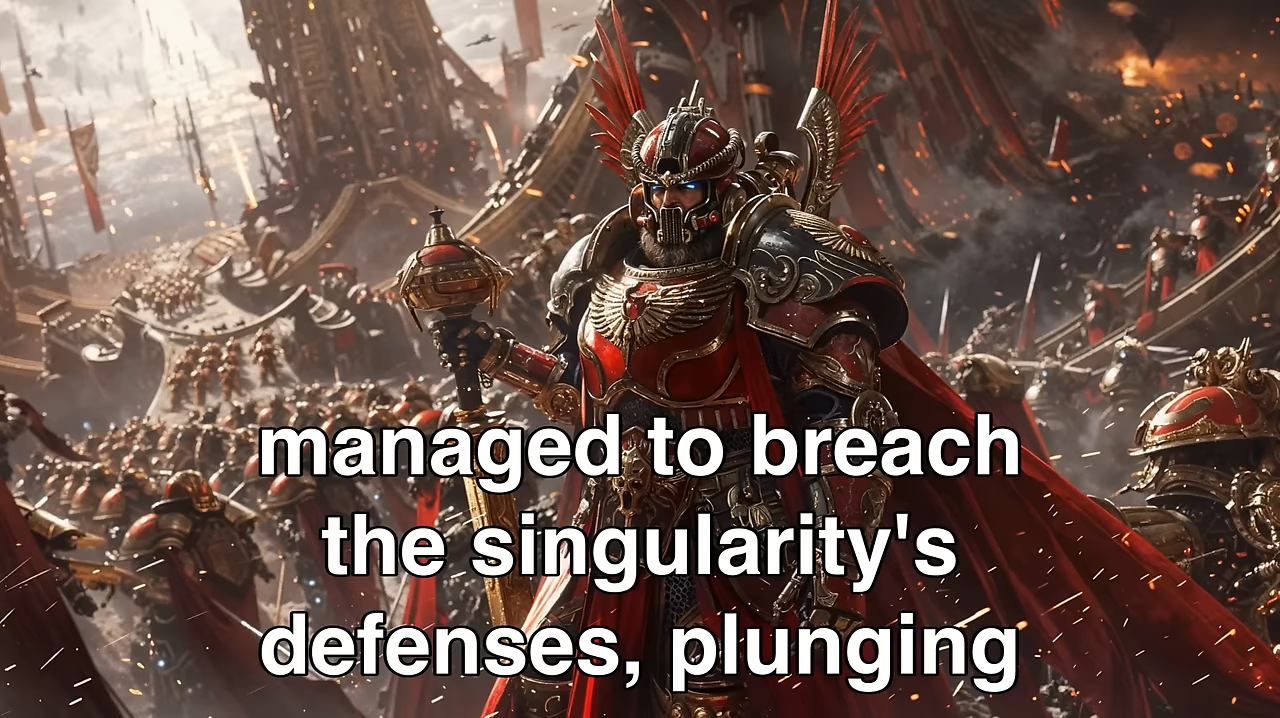 managed to breach
the singularity's
defenses, plunging